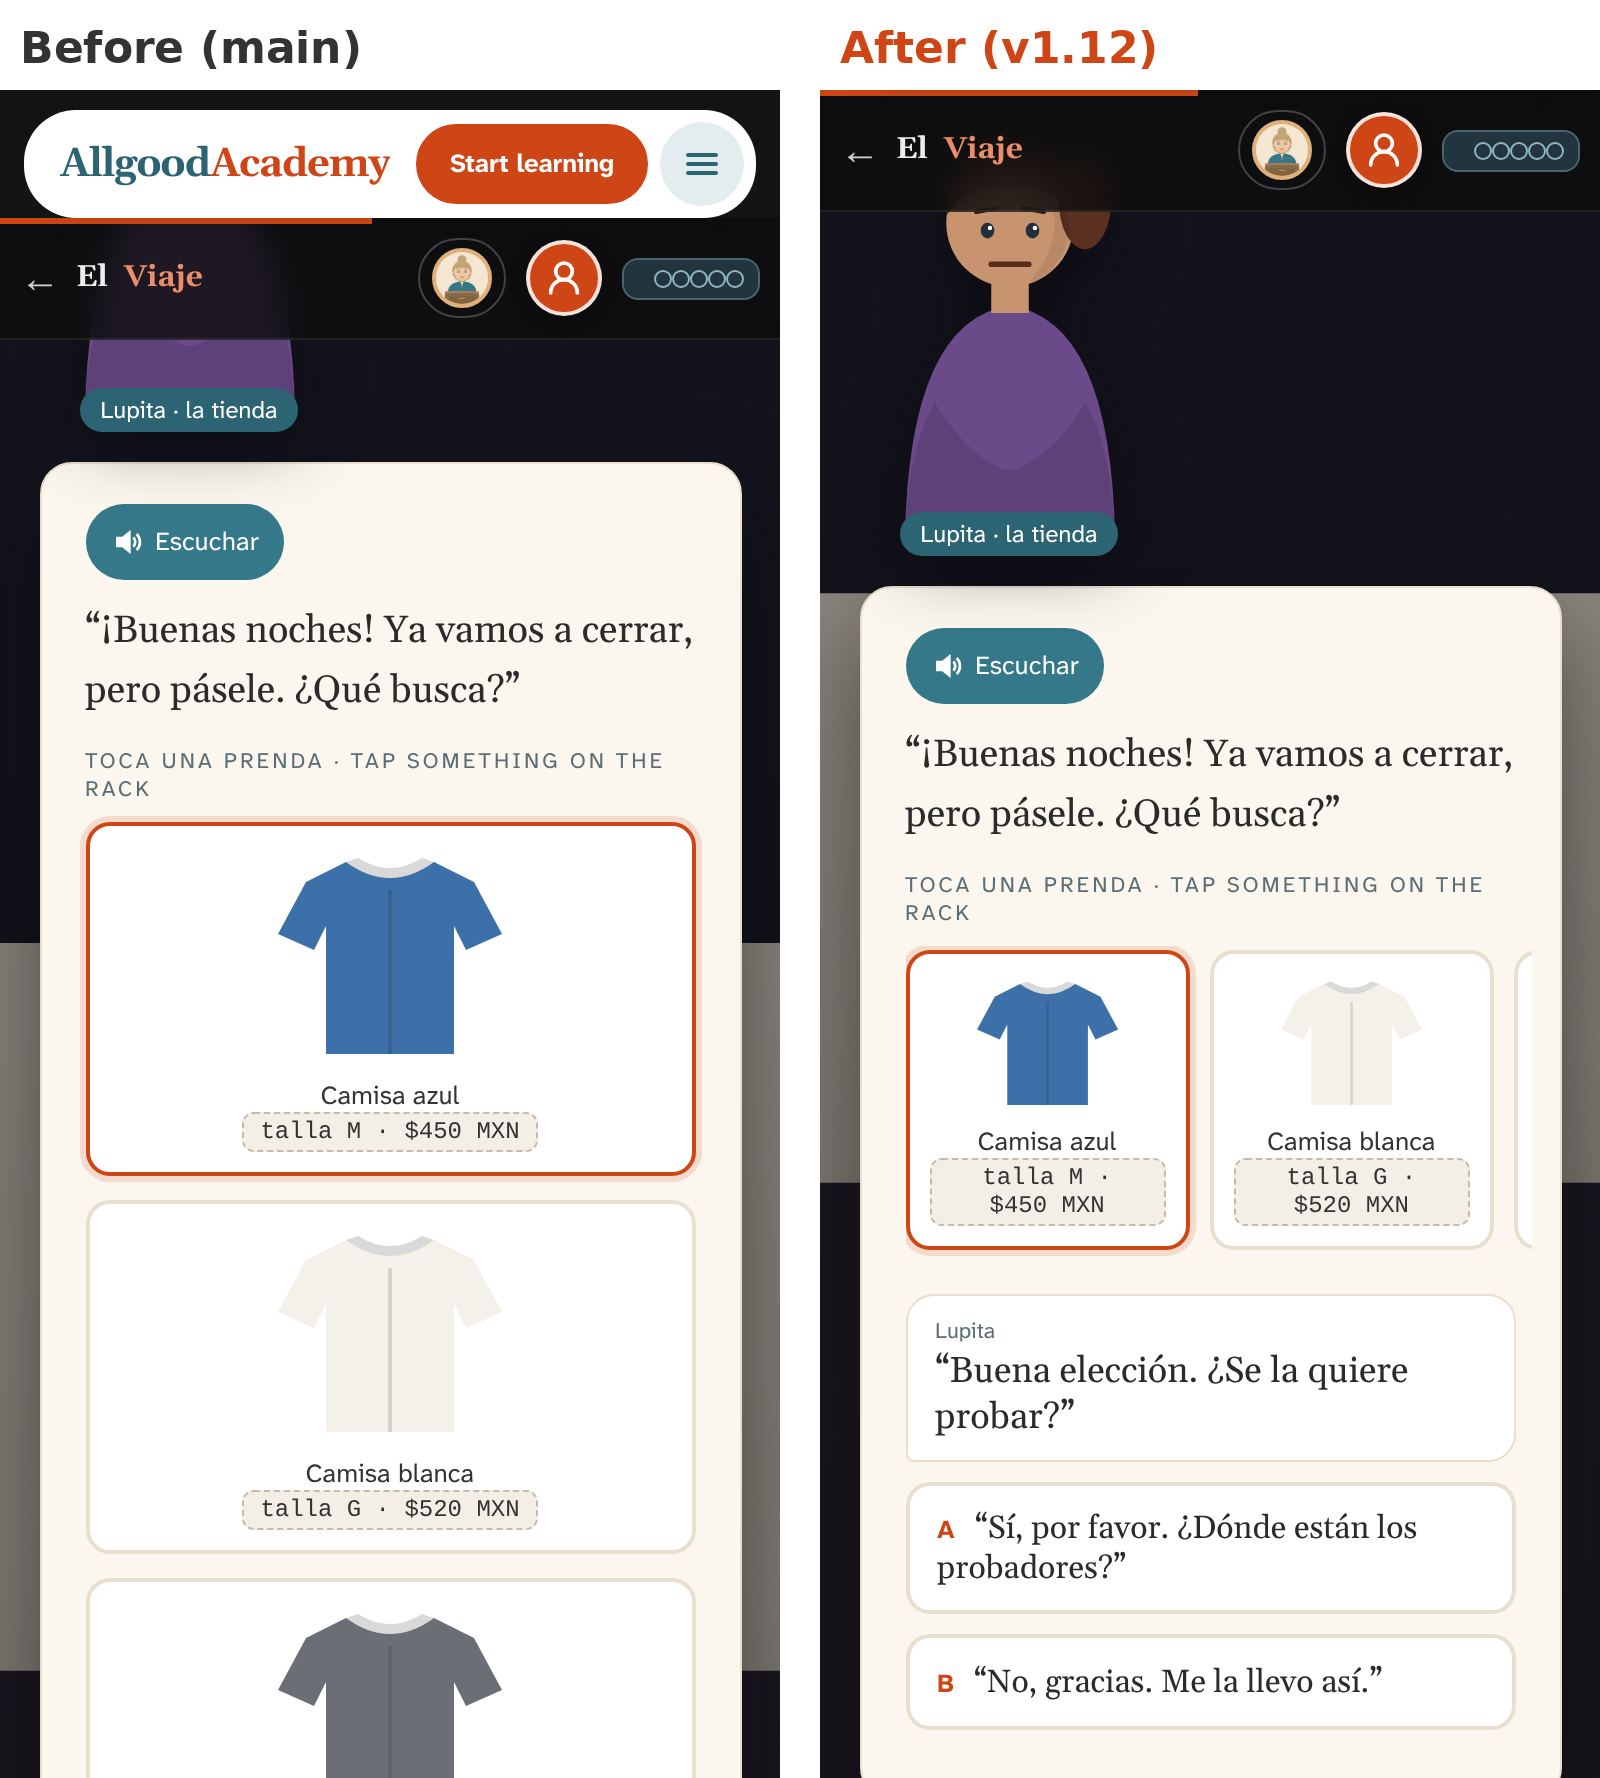 Before (main)
AllgoodAcademy
Start learning
← El Viaje
Lupita · la tienda
Escuchar
“¡Buenas noches! Ya vamos a cerrar,
pero pásele. ¿Qué busca?”
TOCA UNA PRENDA · TAP SOMETHING ON THE
RACK
Camisa azul
talla M · $450 MXN
Camisa blanca
talla G · $520 MXN
After (v1.12)
← El Viaje
Lupita · la tienda
Escuchar
“¡Buenas noches! Ya vamos a cerrar,
pero pásele. ¿Qué busca?”
TOCA UNA PRENDA · TAP SOMETHING ON THE
RACK
Camisa azul
talla M ·
$450 MXN
Camisa blanca
talla G ·
$520 MXN
Lupita
“Buena elección. ¿Se la quiere
probar?”
A “Sí, por favor. ¿Dónde están los
probadores?”
B “No, gracias. Me la llevo así.”